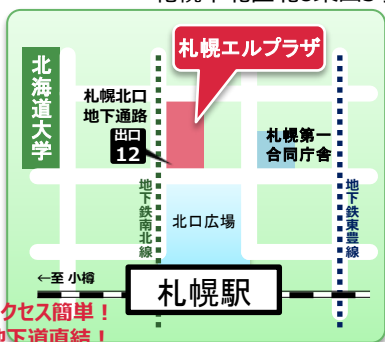 札幌エルプラザ
北海道大学
札幌北口
地下通路
出口
12
札幌第一
合同庁舎
地下鉄南北線
北口広場
地下鉄東豊線
←至 小樽
札幌駅
クセス簡単！
下道直結！